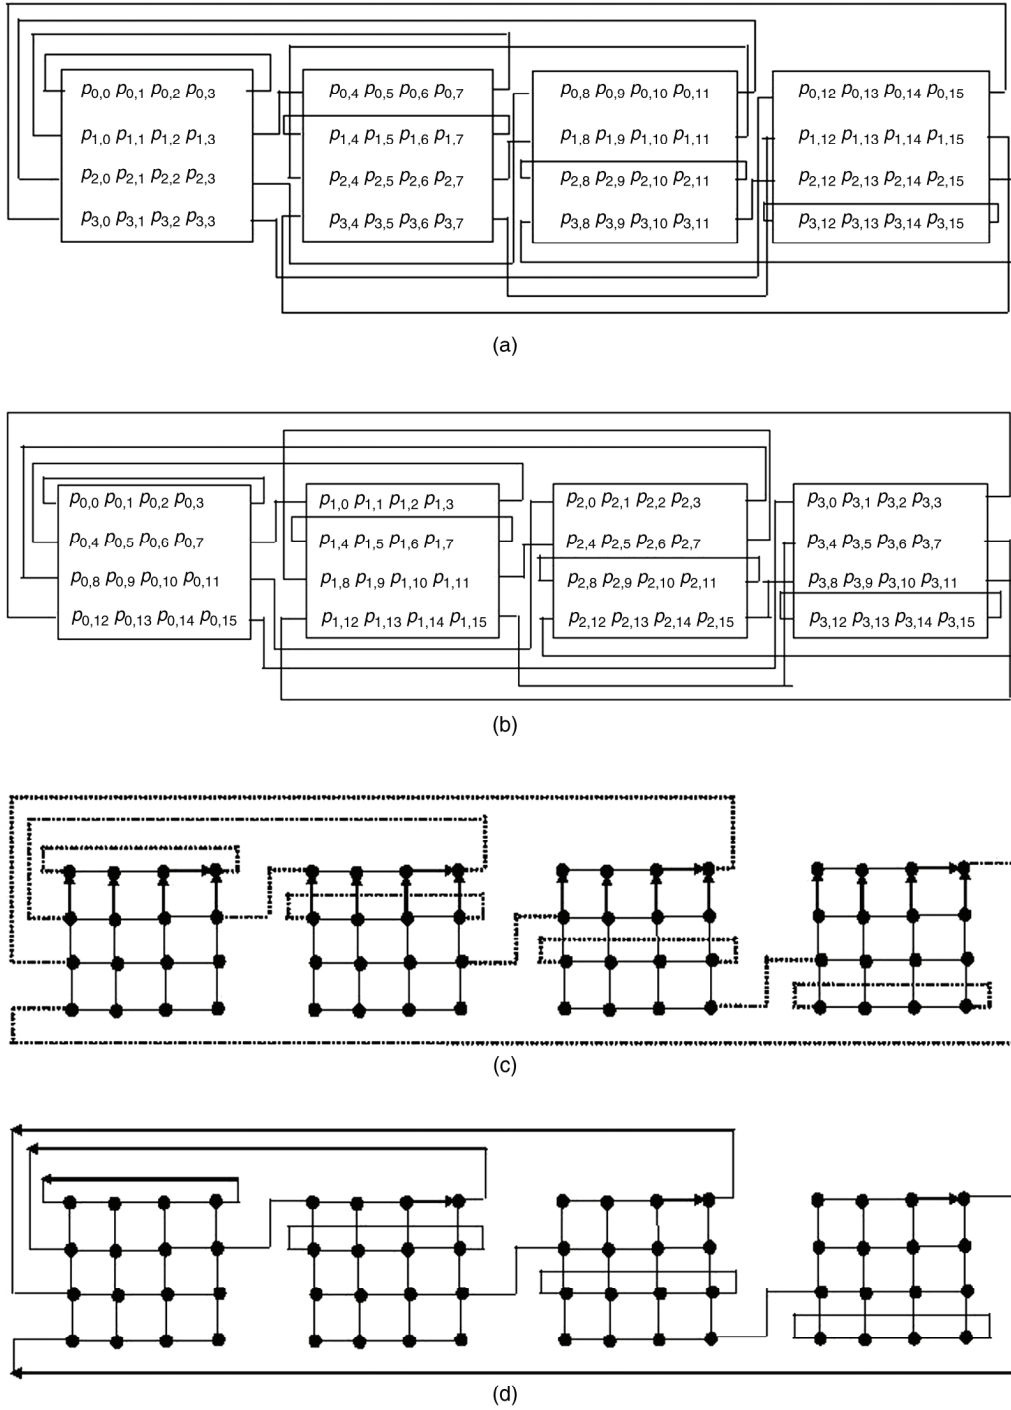 p0,0 p0,1 p0,2 p0,3 p0,4 p0,5 p0,6 p0,7 p0,8 p0,9 p0,10 p0,11 p0,12 p0,13 p0,14 p0,15
p1,0 p1,1 p1,2 p1,3 p1,4 p1,5 p1,6 p1,7 p1,8 p1,9 p1,10 p1,11 p1,12 p1,13 p1,14 p1,15
p2,0 p2,1 p2,2 p2,3 p2,4 p2,5 p2,6 p2,7 p2,8 p2,9 p2,10 p2,11 p2,12 p2,13 p2,14 p2,15
p3,0 p3,1 p3,2 p3,3 p3,4 p3,5 p3,6 p3,7 p3,8 p3,9 p3,10 p3,11 p3,12 p3,13 p3,14 p3,15
(a)
p0,0 p0,1 p0,2 p0,3 p1,0 p1,1 p1,2 p1,3 p2,0 p2,1 p2,2 p2,3 p3,0 p3,1 p3,2 p3,3
p0,4 p0,5 p0,6 p0,7 p1,4 p1,5 p1,6 p1,7 p2,4 p2,5 p2,6 p2,7 p3,4 p3,5 p3,6 p3,7
p0,8 p0,9 p0,10 p0,11 p1,8 p1,9 p1,10 p1,11 p2,8 p2,9 p2,10 p2,11 p3,8 p3,9 p3,10 p3,11
p0,12 p0,13 p0,14 p0,15 p1,12 p1,13 p1,14 p1,15 p2,12 p2,13 p2,14 p2,15 p3,12 p3,13 p3,14 p3,15
(b)
(c)
(d)